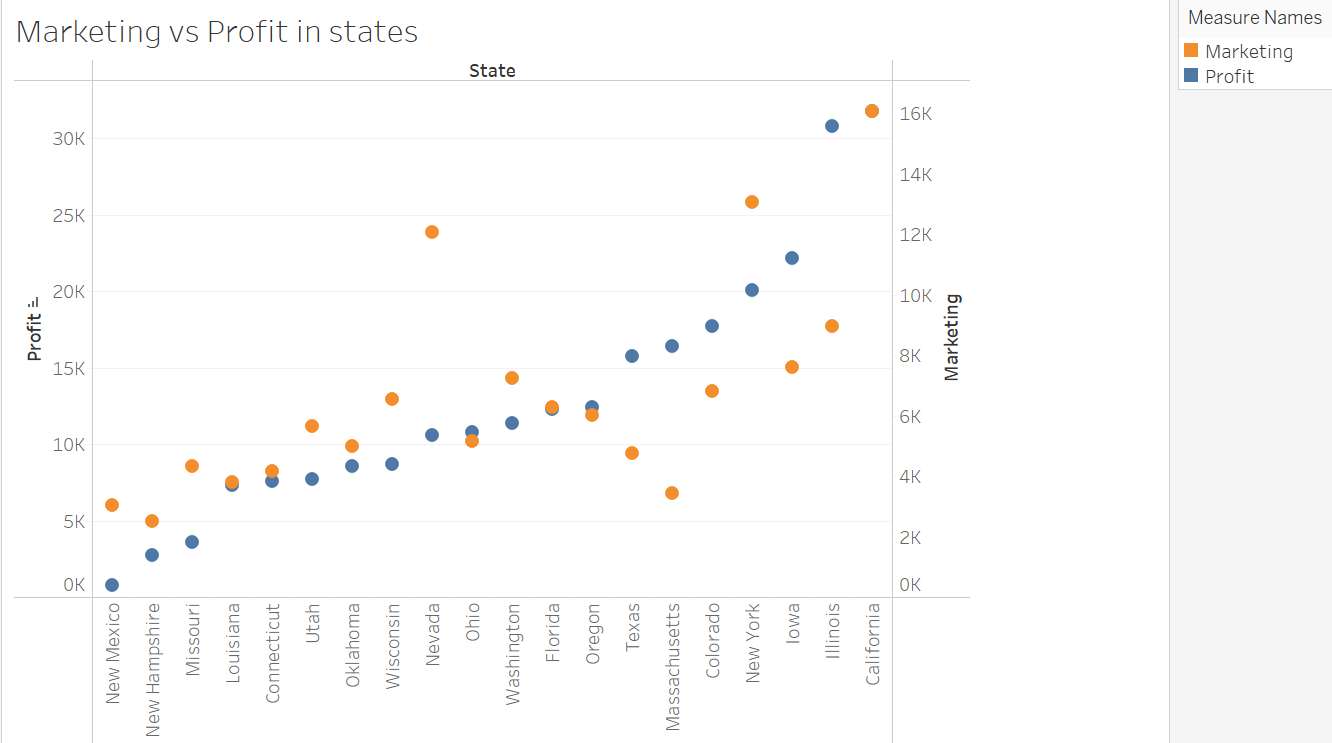 Marketing vs Profit in states
Measure Names
Marketing
Profit
State
Profit
30K
25K
20K
15K
10K
5K
0K
16K
14K
12K
10K
8K
6K
4K
2K
0K
Marketing
New Mexico
New Hampshire
Missouri
Louisiana
Connecticut
Utah
Oklahoma
Wisconsin
Nevada
Ohio
Washington
Florida
Oregon
Texas
Massachusetts
Colorado
New York
Iowa
Illinois
California